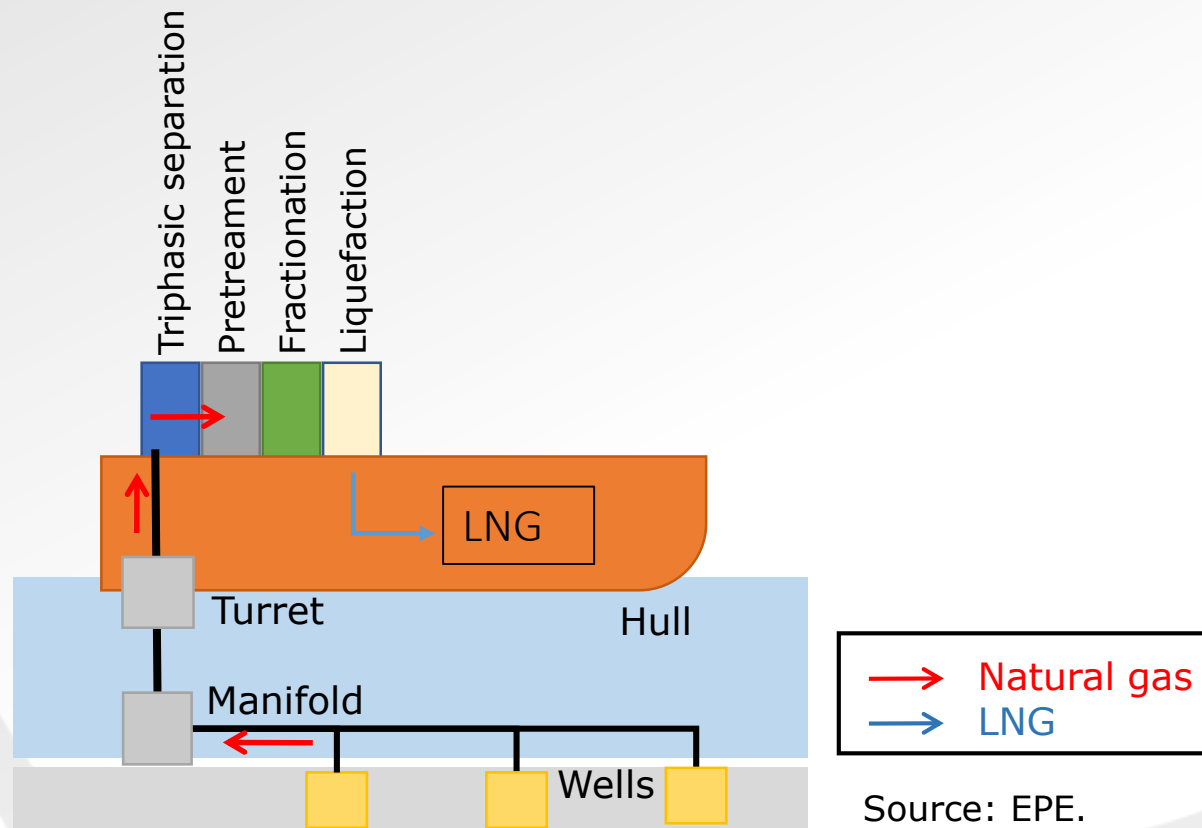 Triphasic separation
Pretreament
Fractionation
Liquefaction
LNG
Turret
Hull
Manifold
Wells
Natural gas
LNG
Source: EPE.